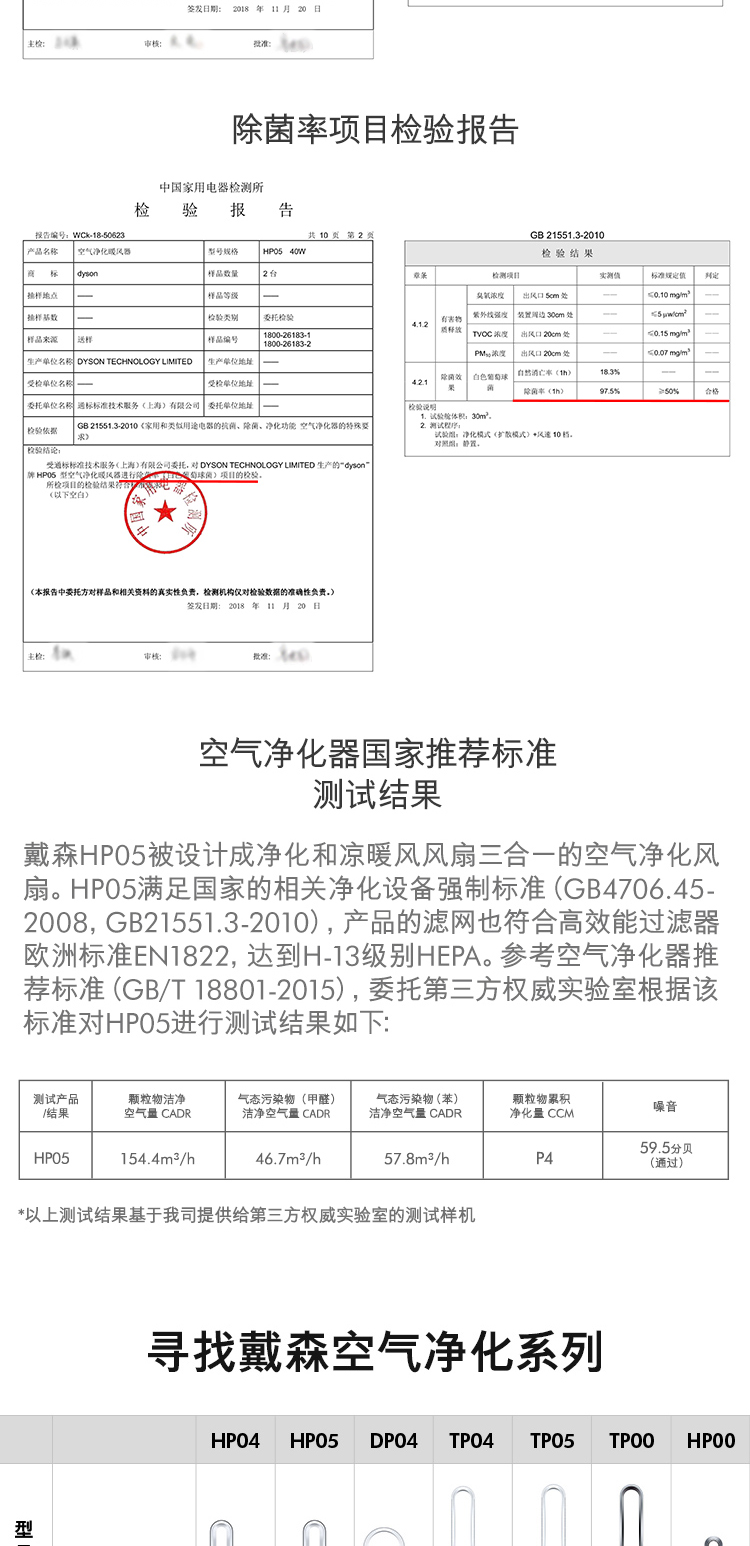 签发日期: 2018 年 11 月 20 日
主检: 审核: 批准:
除菌率项目检验报告
中国家用电器检测所
检 验 报 告
报告编号: WCk-18-50623 共 10 页 第 2 页
产品名称 空气净化暖风器 型号规格 HP05 40W
商 标 dyson 样品数量 2 台
抽样地点 —— 样品等级 ——
抽样基数 —— 检验类别 委托检验
样品来源 送样 样品编号 1800-26183-1
1800-26183-2
生产单位名称 DYSON TECHNOLOGY LIMITED 生产单位地址 ——
受检单位名称 —— 受检单位地址 ——
委托单位名称 通标标准技术服务（上海）有限公司 委托单位地址 ——
检验依据 GB 21551.3-2010《家用和类似用途电器的抗菌、除菌、净化功能 空气净化器的特殊要
求》
检验结论:
受通标标准技术服务(上海)有限公司委托, 对 DYSON TECHNOLOGY LIMITED 生产的“dyson”
牌 HP05 型空气净化暖风器进行除菌率（白色葡萄球菌）项目的检验。
所检项目的检验结果符合标准要求。
（以下空白）
中国家用电器检测所
（本报告中委托方对样品和相关资料的真实性负责，检测机构仅对检验数据的准确性负责。）
签发日期: 2018 年 11 月 20 日
主检: 审核: 批准:
GB 21551.3-2010
检 验 结 果
章条 检测项目 实测值 标准规定值 判定
4.1.2 有害物质释放 臭氧浓度 出风口 5cm 处 —— ≤0.10 mg/m³ ——
紫外线强度 装置周边 30cm 处 —— ≤5 μw/cm² ——
TVOC 浓度 出风口 20cm 处 —— ≤0.15 mg/m³ ——
PM₁₀ 浓度 出风口 20cm 处 —— ≤0.07 mg/m³ ——
4.2.1 除菌效果 白色葡萄球菌 自然消亡率（1h） 18.3% —— ——
除菌率（1h） 97.5% ≥50% 合格
检验说明
1. 试验舱体积: 30m³。
2. 测试程序:
试验组: 净化模式（扩散模式）+风速 10 档。
对照组: 静置。
空气净化器国家推荐标准
测试结果
戴森HP05被设计成净化和凉暖风风扇三合一的空气净化风
扇。HP05满足国家的相关净化设备强制标准（GB4706.45-
2008, GB21551.3-2010）, 产品的滤网也符合高效能过滤器
欧洲标准EN1822, 达到H-13级别HEPA。参考空气净化器推
荐标准（GB/T 18801-2015）, 委托第三方权威实验室根据该
标准对HP05进行测试结果如下:
测试产品/结果 颗粒物洁净空气量 CADR 气态污染物（甲醛）洁净空气量 CADR 气态污染物（苯）洁净空气量 CADR 颗粒物累积净化量 CCM 噪音
HP05 154.4m³/h 46.7m³/h 57.8m³/h P4 59.5分贝（通过）
*以上测试结果基于我司提供给第三方权威实验室的测试样机
寻找戴森空气净化系列
HP04 HP05 DP04 TP04 TP05 TP00 HP00
型